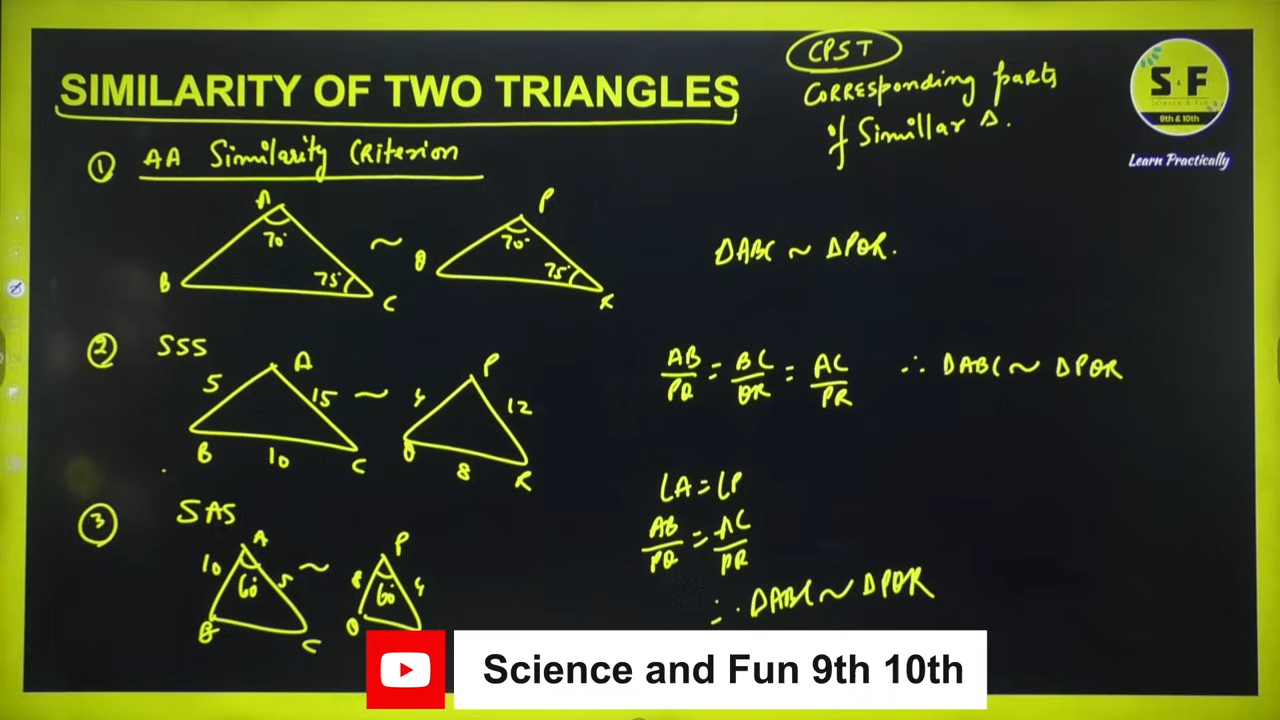 CPST
SIMILARITY OF TWO TRIANGLES
CORRESponding parts
of Simillar Δ.
S&F
Science & Fun
9th & 10th
Learn Practically
① AA Similarity CRiteRion
A
70°
B
75°
C
~
P
70°
Q
75°
R
ΔABC ~ ΔPQR.
② SSS
A
5
15
B
10
C
~
P
4
12
Q
8
R
AB/PQ = BC/QR = AC/PR ∴ ΔABC ~ ΔPQR
③ SAS
A
10
60°
5
B
C
~
P
8
60°
4
Q
∠A = ∠P
AB/PQ = AC/PR
∴ ΔABC ~ ΔPQR
Science and Fun 9th 10th